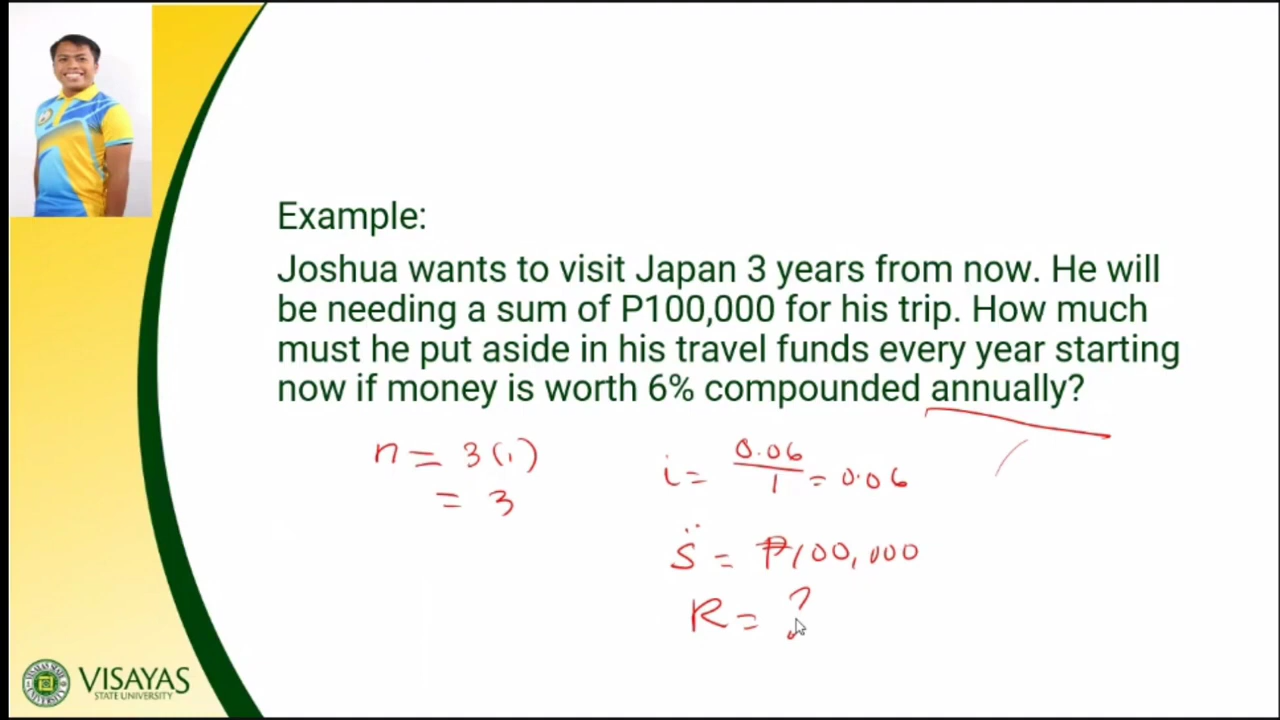 Example:
Joshua wants to visit Japan 3 years from now. He will
be needing a sum of P100,000 for his trip. How much
must he put aside in his travel funds every year starting
now if money is worth 6% compounded annually?
n = 3(1)
= 3
i = 0.06/1 = 0.06
S̈ = ₱100,000
R = ?
VISAYAS
STATE UNIVERSITY